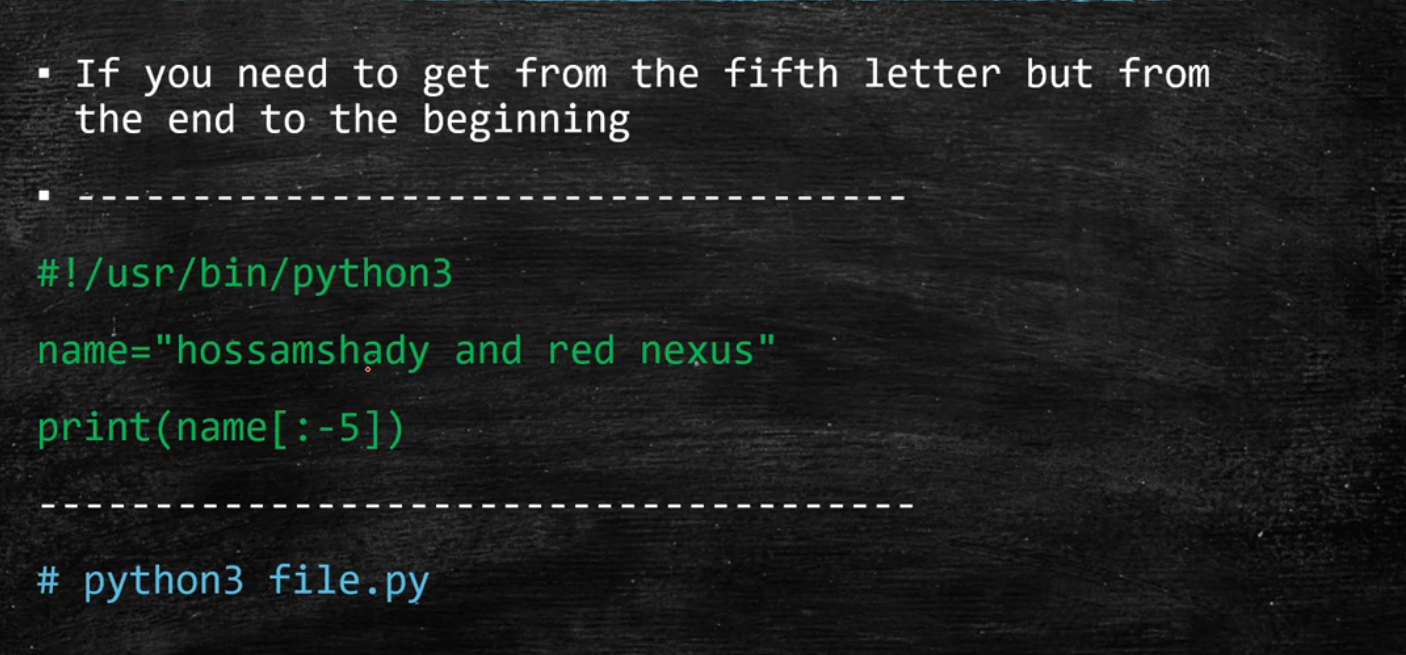 ▪ If you need to get from the fifth letter but from
the end to the beginning
▪ ------------------------------------
#!/usr/bin/python3
name="hossamshady and red nexus"
print(name[:-5])
--------------------------------------
# python3 file.py